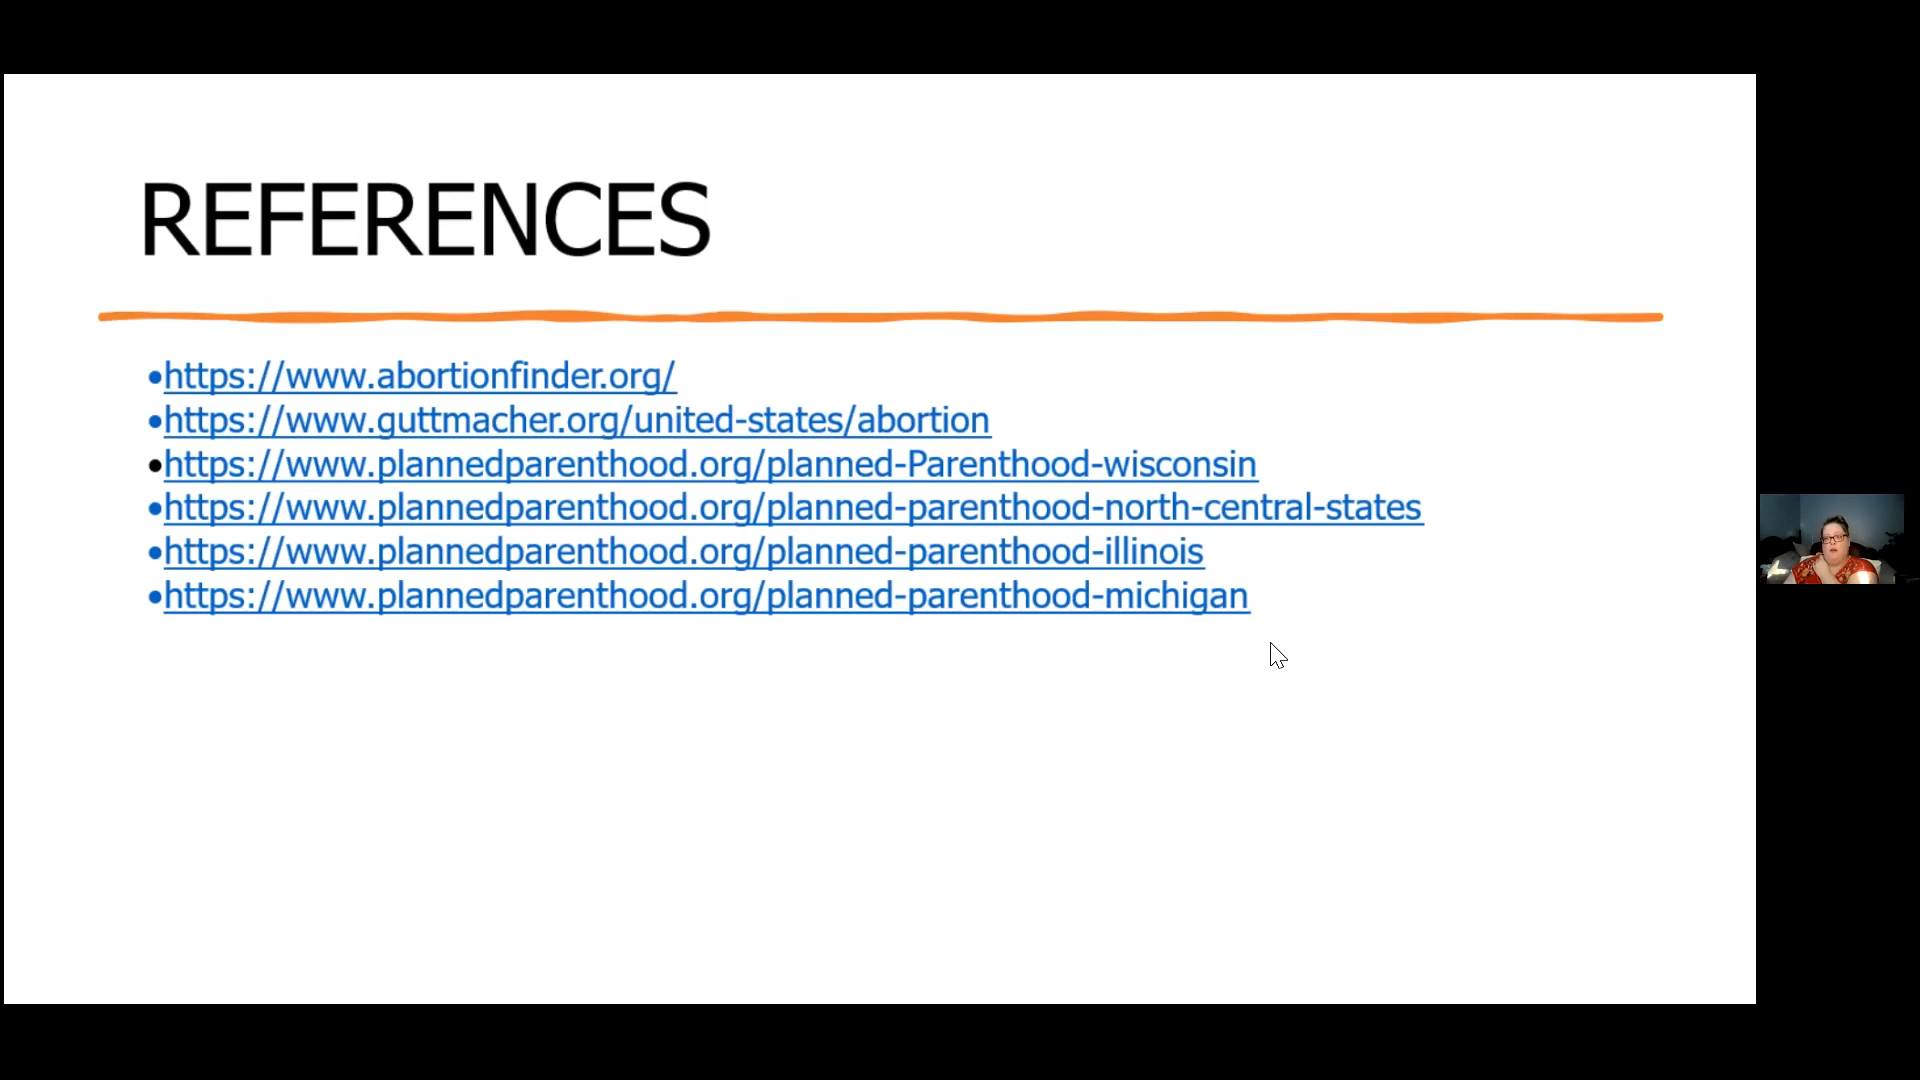 REFERENCES
•https://www.abortionfinder.org/
•https://www.guttmacher.org/united-states/abortion
•https://www.plannedparenthood.org/planned-Parenthood-wisconsin
•https://www.plannedparenthood.org/planned-parenthood-north-central-states
•https://www.plannedparenthood.org/planned-parenthood-illinois
•https://www.plannedparenthood.org/planned-parenthood-michigan